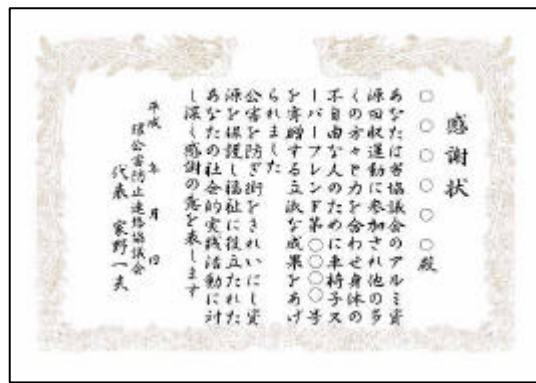 感謝状
○○○○○○殿
あなたは当協議会のアルミ資
源回収運動に参加され他の多
くの方々と力を合わせ身体の
不自由な人のために車椅子ス
ーパーフレンド第○○○○号
を寄贈する立派な成果をあげ
られました
公害を防ぎ街をきれいにし資
源を保護し福祉に役立たれた
あなたの社会的実践活動に対
し深く感謝の意を表します
平成 年 月 日
環公害防止連絡協議会
代表 家野一夫